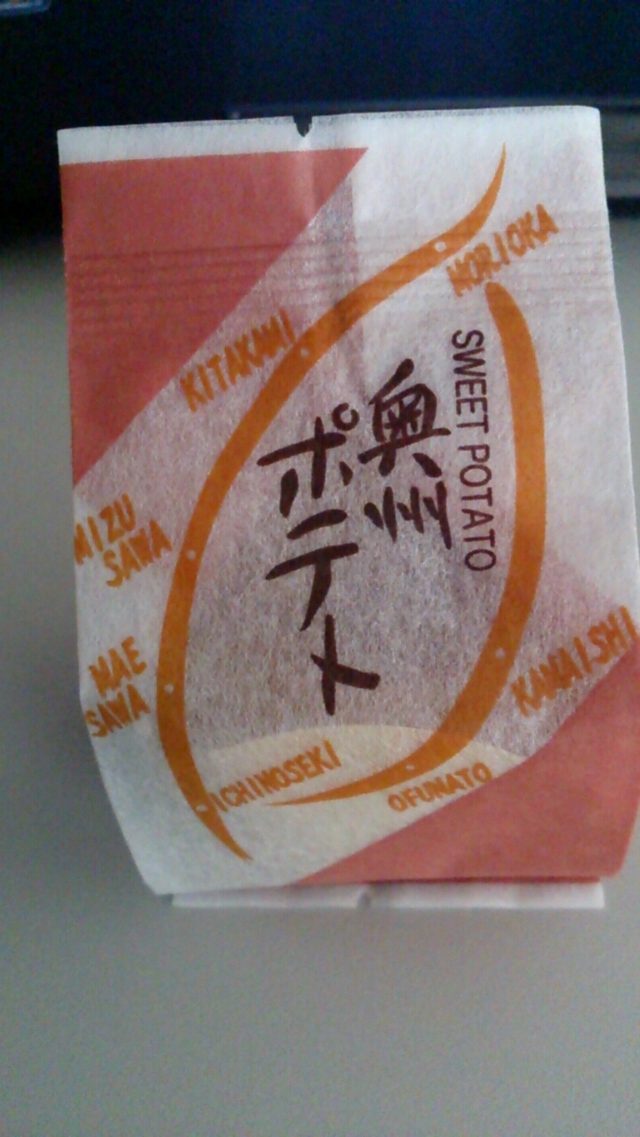 MORIOKA
KITAKAMI
SWEET POTATO
奥州
ポテト
MIZU
SAWA
MAE
SAWA
KAMAISHI
ICHINOSEKI
OFUNATO